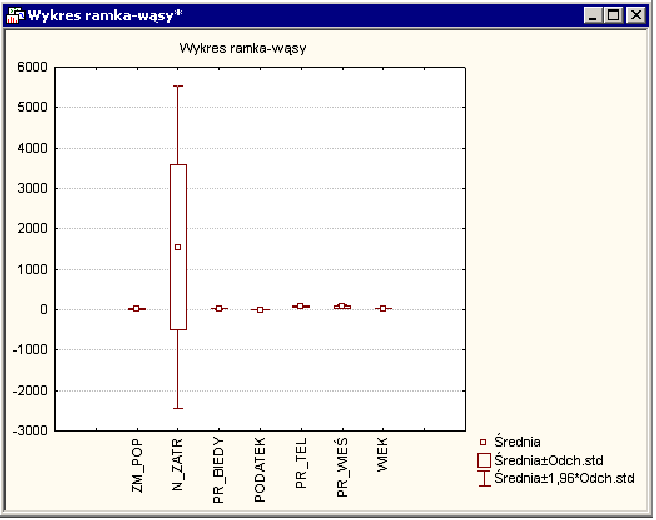 Wykres ramka-wąsy*
Wykres ramka-wąsy
6000
5000
4000
3000
2000
1000
0
-1000
-2000
-3000
ZM_POP
N_ZATR
PR_BIEDY
PODATEK
PR_TEL
PR_WIEŚ
WIEK
Średnia
Średnia±Odch.std
Średnia±1,96*Odch.std